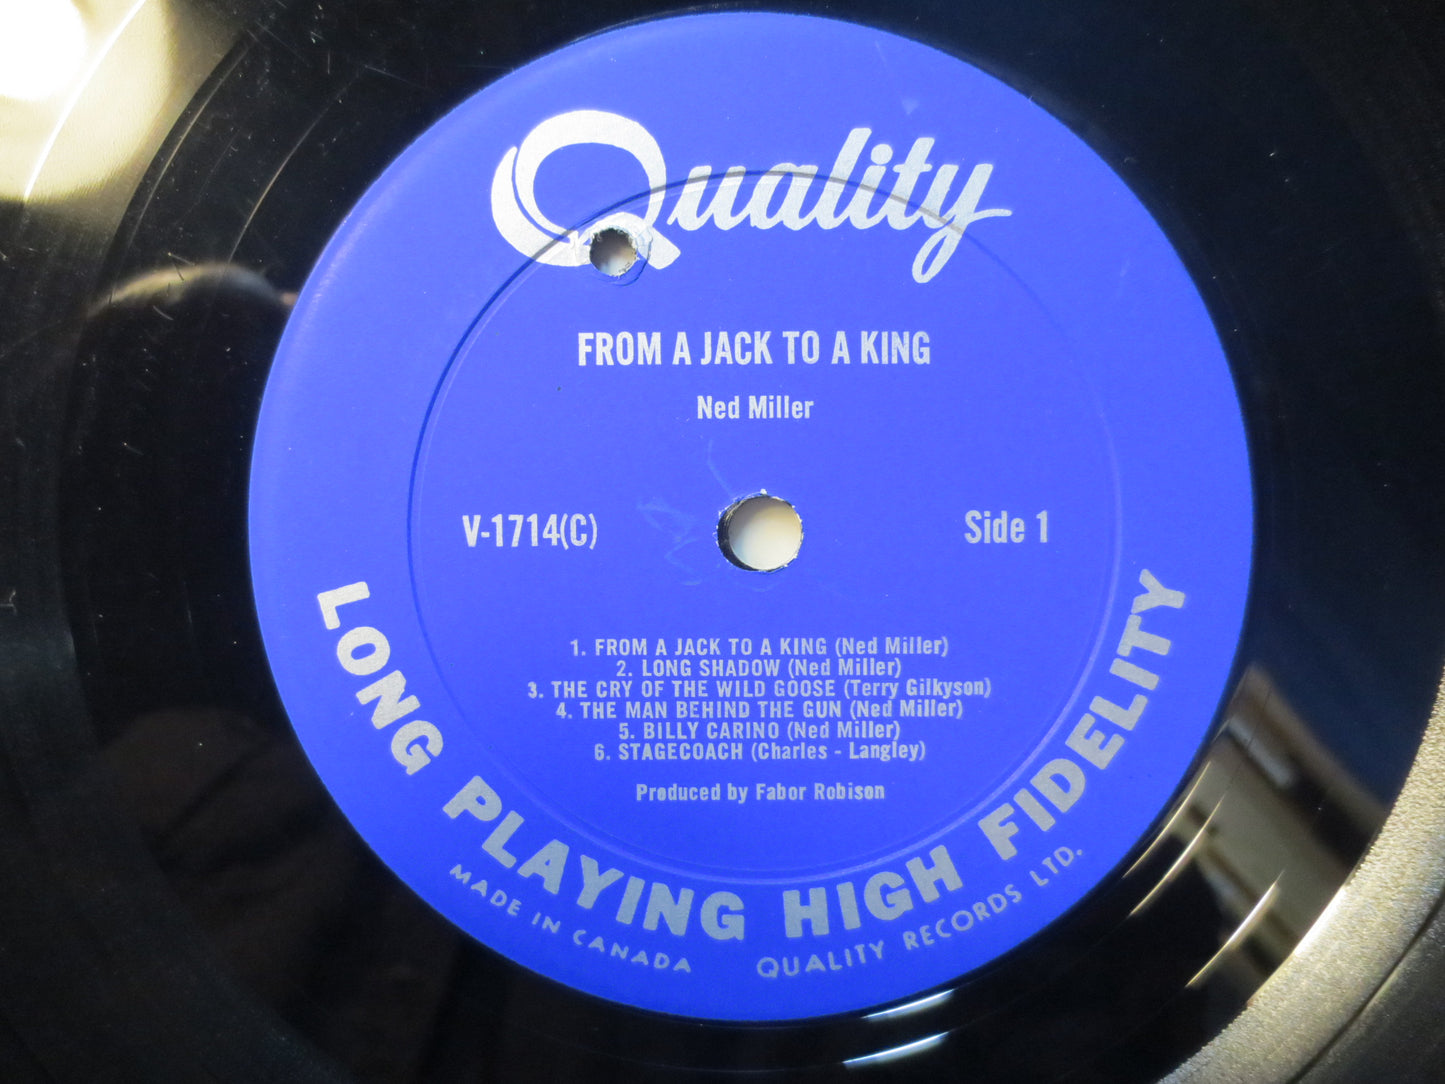 Quality
FROM A JACK TO A KING
Ned Miller
V-1714(C)
Side 1
1. FROM A JACK TO A KING (Ned Miller)
2. LONG SHADOW (Ned Miller)
3. THE CRY OF THE WILD GOOSE (Terry Gilkyson)
4. THE MAN BEHIND THE GUN (Ned Miller)
5. BILLY CARINO (Ned Miller)
6. STAGECOACH (Charles - Langley)
Produced by Fabor Robison
LONG PLAYING HIGH FIDELITY
MADE IN CANADA
QUALITY RECORDS LTD.